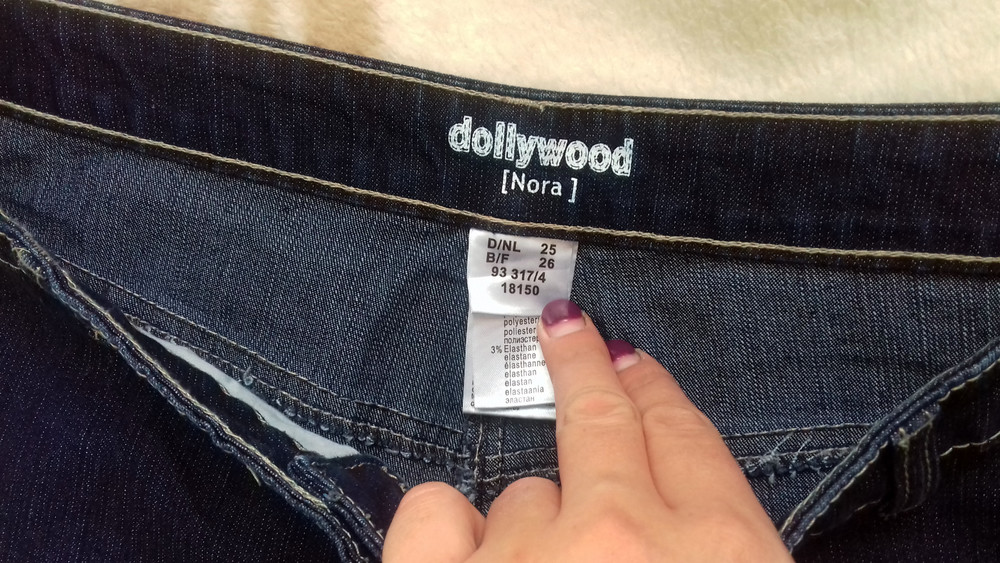 dollywood
[Nora ]
D/NL 25
B/F 26
93 317/4
18150
polyester
poliester
полиэстер
3% Elasthan
elastane
élasthanne
elasthan
elastan
elastaania
эластан